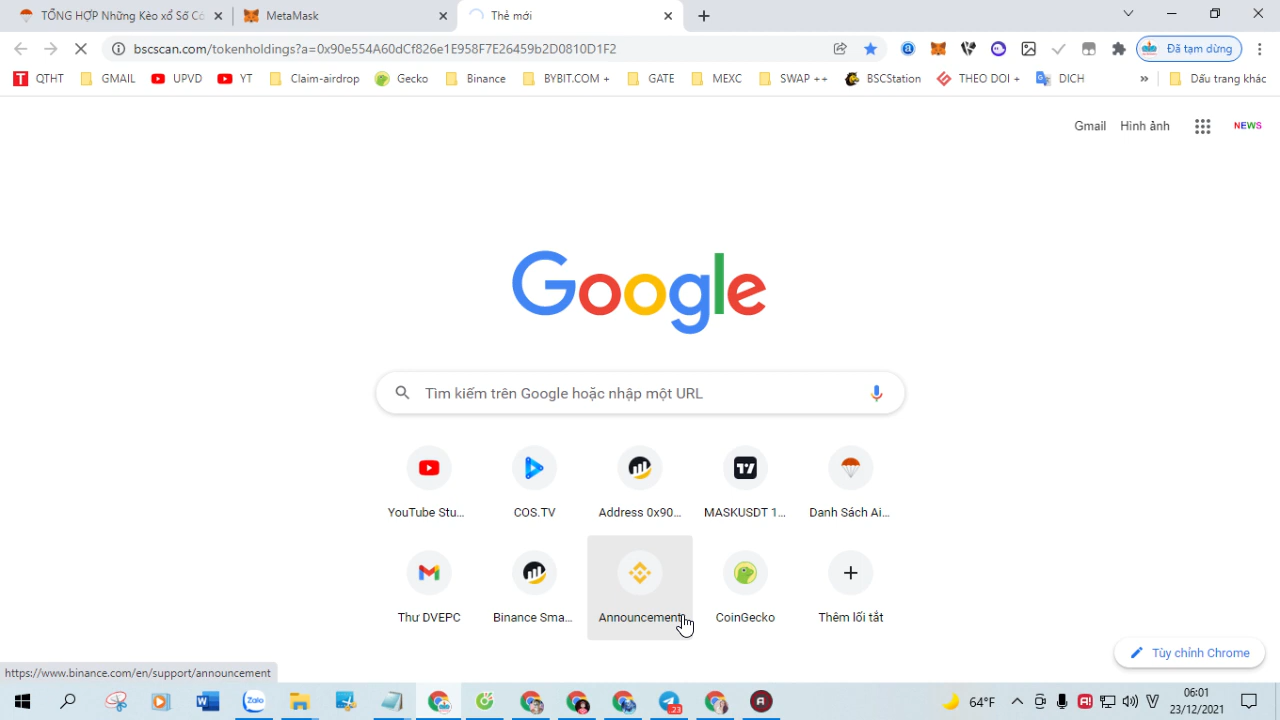 TỔNG HỢP Những Kèo xổ Số Có
MetaMask
Thẻ mới
bscscan.com/tokenholdings?a=0x90e554A60dCf826e1E958F7E26459b2D0810D1F2
Đã tạm dừng
QTHT
GMAIL
UPVD
YT
Claim-airdrop
Gecko
Binance
BYBIT.COM +
GATE
MEXC
SWAP ++
BSCStation
THEO DOI +
DICH
»
Dấu trang khác
Gmail
Hình ảnh
NEWS
Google
Tìm kiếm trên Google hoặc nhập một URL
YouTube Stu...
COS.TV
Address 0x90...
MASKUSDT 1...
Danh Sách Ai...
Thư DVEPC
Binance Sma...
Announcement
CoinGecko
Thêm lối tắt
Tùy chỉnh Chrome
https://www.binance.com/en/support/announcement
Zalo
23
64°F
06:01
23/12/2021